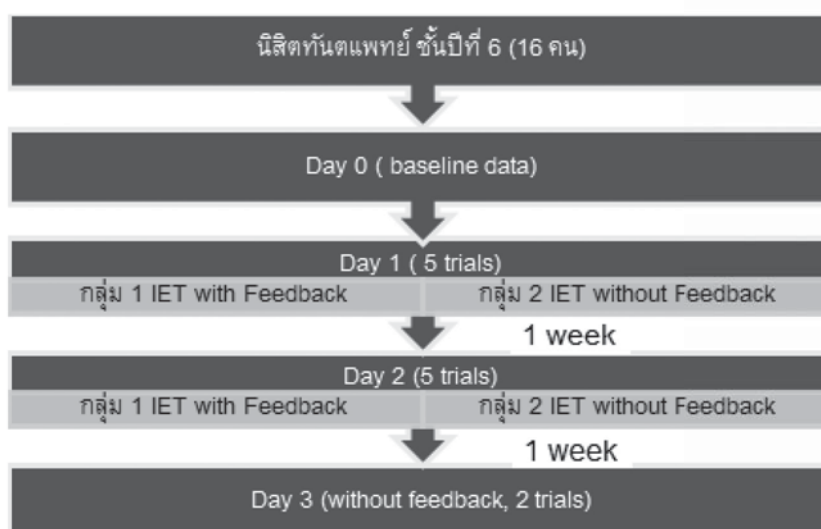 นิสิตทันตแพทย์ ชั้นปีที่ 6 (16 คน)
Day 0 ( baseline data)
Day 1 ( 5 trials)
กลุ่ม 1 IET with Feedback กลุ่ม 2 IET without Feedback
1 week
Day 2 (5 trials)
กลุ่ม 1 IET with Feedback กลุ่ม 2 IET without Feedback
1 week
Day 3 (without feedback, 2 trials)